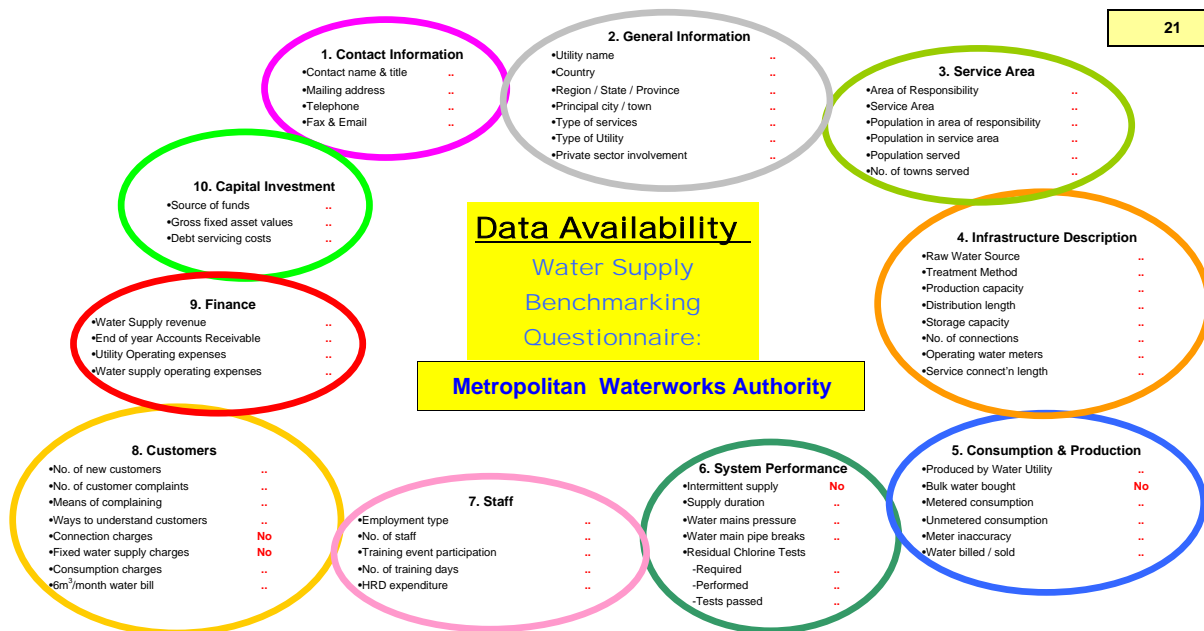 21
1. Contact Information
•Contact name & title ..
•Mailing address ..
•Telephone ..
•Fax & Email ..
2. General Information
•Utility name ..
•Country ..
•Region / State / Province ..
•Principal city / town ..
•Type of services ..
•Type of Utility ..
•Private sector involvement ..
3. Service Area
•Area of Responsibility ..
•Service Area ..
•Population in area of responsibility ..
•Population in service area ..
•Population served ..
•No. of towns served ..
10. Capital Investment
•Source of funds ..
•Gross fixed asset values ..
•Debt servicing costs ..
Data Availability
Water Supply
Benchmarking
Questionnaire:
Metropolitan Waterworks Authority
4. Infrastructure Description
•Raw Water Source ..
•Treatment Method ..
•Production capacity ..
•Distribution length ..
•Storage capacity ..
•No. of connections ..
•Operating water meters ..
•Service connect'n length ..
9. Finance
•Water Supply revenue ..
•End of year Accounts Receivable ..
•Utility Operating expenses ..
•Water supply operating expenses ..
8. Customers
•No. of new customers ..
•No. of customer complaints ..
•Means of complaining ..
•Ways to understand customers ..
•Connection charges No
•Fixed water supply charges No
•Consumption charges ..
•6m³/month water bill ..
7. Staff
•Employment type ..
•No. of staff ..
•Training event participation ..
•No. of training days ..
•HRD expenditure ..
6. System Performance
•Intermittent supply No
•Supply duration ..
•Water mains pressure ..
•Water main pipe breaks ..
•Residual Chlorine Tests
-Required ..
-Performed ..
-Tests passed ..
5. Consumption & Production
•Produced by Water Utility ..
•Bulk water bought No
•Metered consumption ..
•Unmetered consumption ..
•Meter inaccuracy ..
•Water billed / sold ..